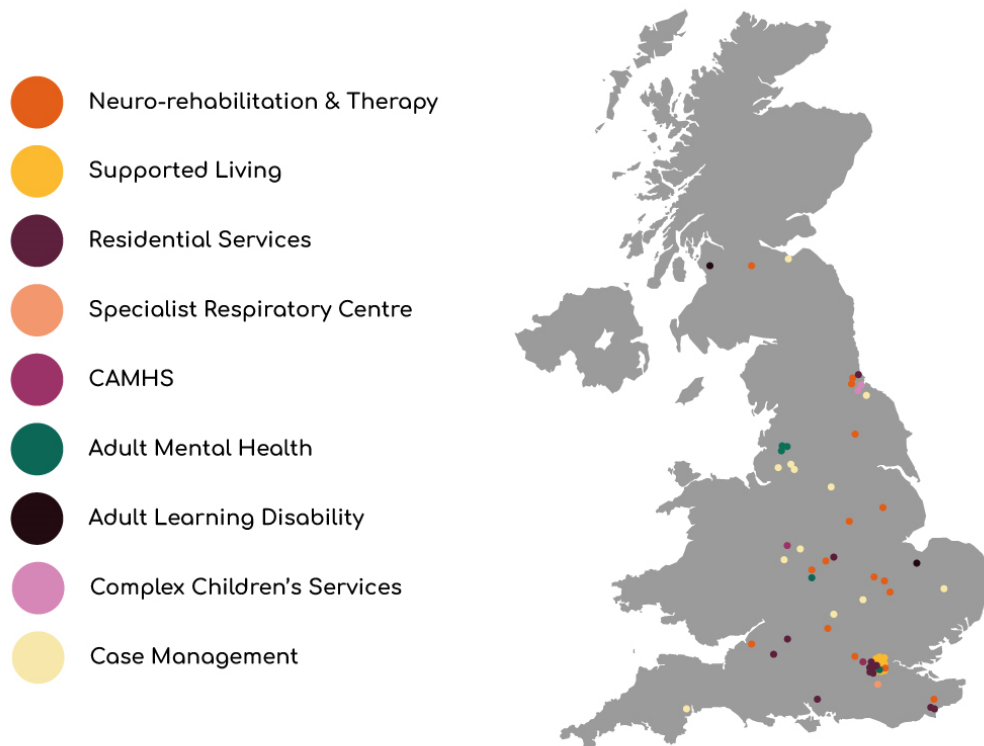 Neuro-rehabilitation & Therapy
Supported Living
Residential Services
Specialist Respiratory Centre
CAMHS
Adult Mental Health
Adult Learning Disability
Complex Children's Services
Case Management